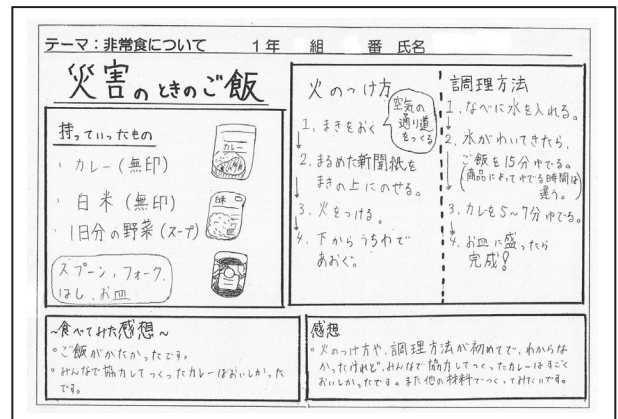 テーマ：非常食について 1年 組 番 氏名
災害のときのご飯
持っていったもの
・カレー(無印)
・白米(無印)
・1日分の野菜(スープ)
スプーン、フォーク、
はし、お皿
カレー
味
火のつけ方
空気の
通り道
をつくる
1、まきをおく
↓
2、まるめた新聞紙を
まきの上にのせる。
↓
3、火をつける。
↓
4、下からうちわで
あおぐ。
調理方法
1、なべに水を入れる。
↓
2、水がわいてきたら、
ご飯を15分ゆでる。
(商品によってゆでる時間は
違う。)
↓
3、カレを5～7分ゆでる。
↓
4、お皿に盛ったら
完成！
～食べてみた感想～
○ご飯がかたかったです。
○みんなで協力してつくったカレーはおいしかった
です。
感想
○火のつけ方や、調理方法が初めてで、わからな
かったけれど、みんなで協力してつくったカレーはすごく
おいしかったです。また他の材料でつくってみたいです。